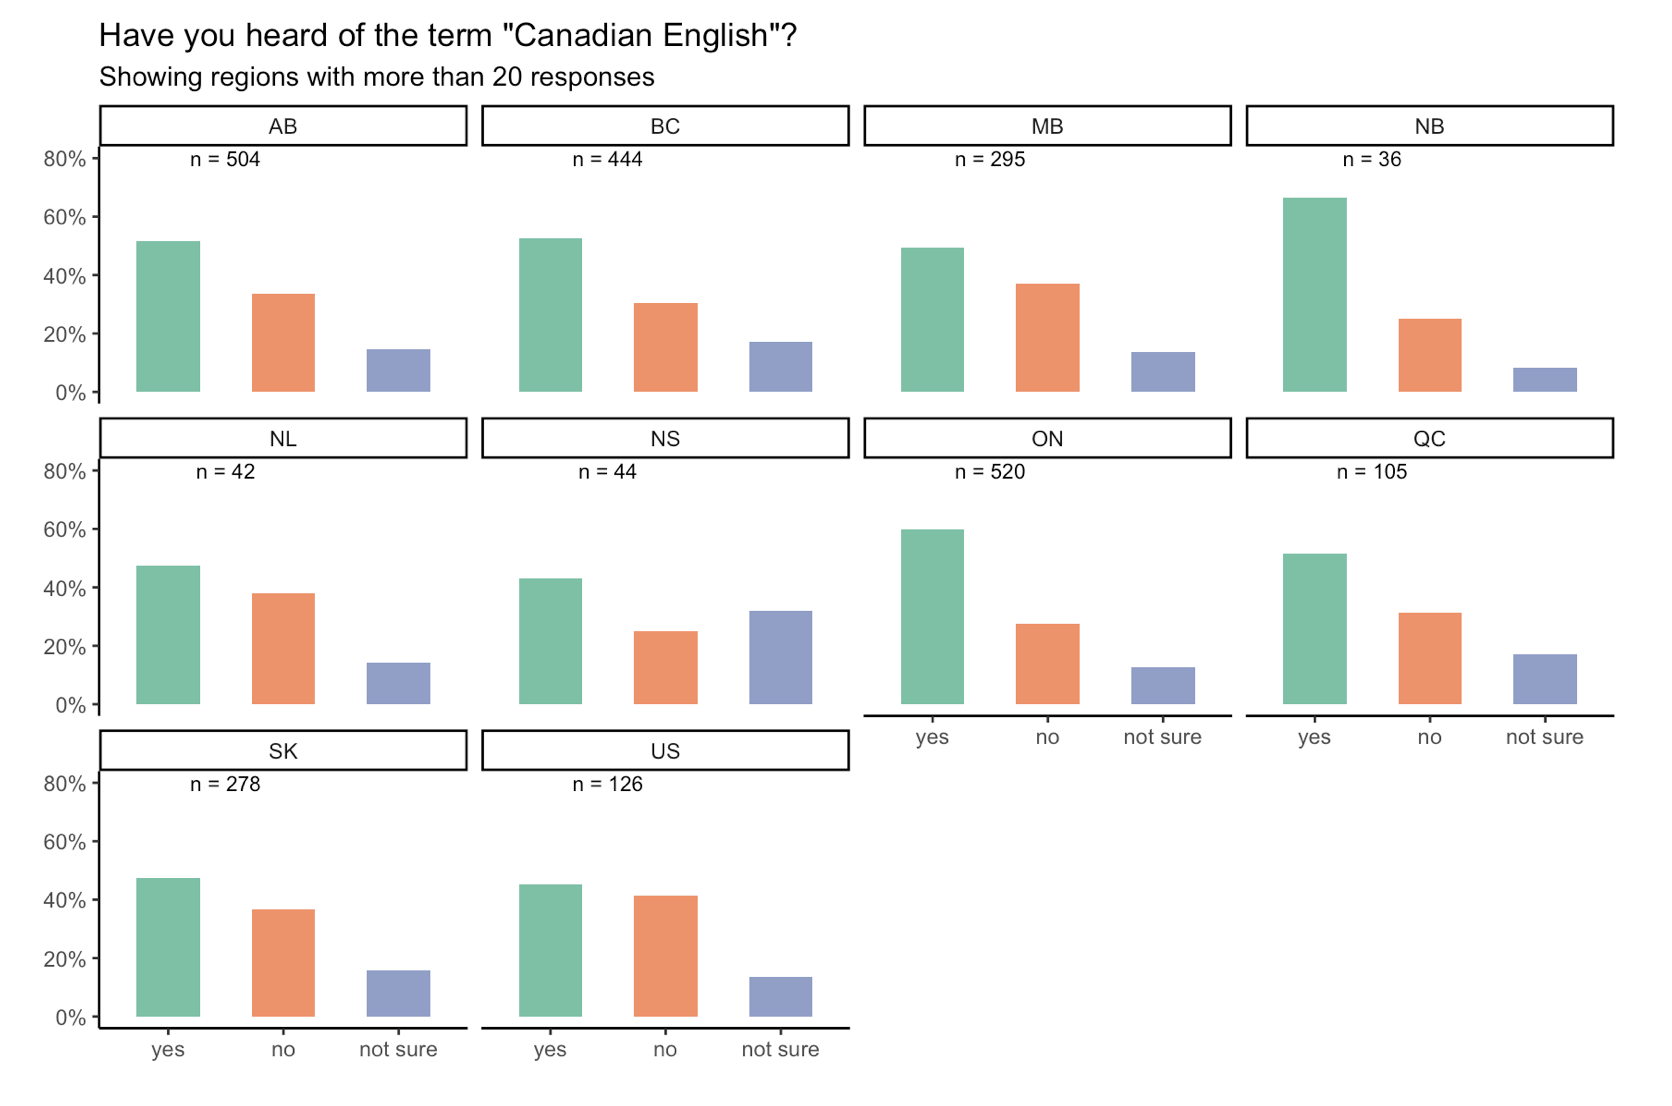 Have you heard of the term "Canadian English"?
Showing regions with more than 20 responses
AB
BC
MB
NB
80%
60%
40%
20%
0%
n = 504
n = 444
n = 295
n = 36
NL
NS
ON
QC
80%
60%
40%
20%
0%
n = 42
n = 44
n = 520
n = 105
yes no not sure
yes no not sure
SK
US
80%
60%
40%
20%
0%
n = 278
n = 126
yes no not sure
yes no not sure